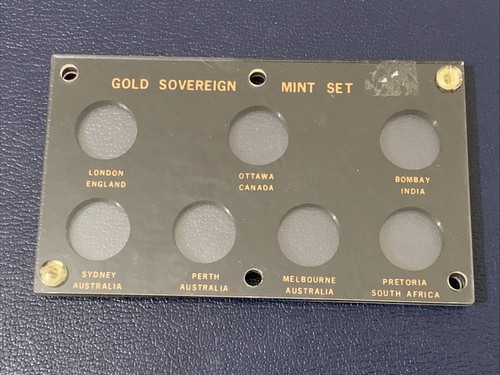 GOLD SOVEREIGN MINT SET
LONDON
ENGLAND
OTTAWA
CANADA
BOMBAY
INDIA
SYDNEY
AUSTRALIA
PERTH
AUSTRALIA
MELBOURNE
AUSTRALIA
PRETORIA
SOUTH AFRICA